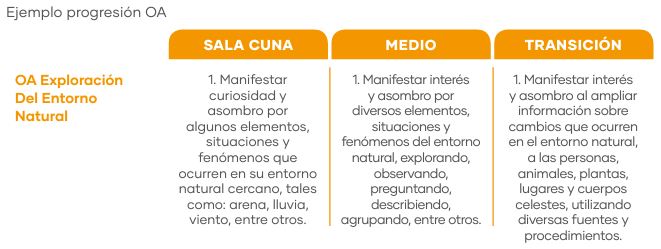 Ejemplo progresión OA
SALA CUNA
MEDIO
TRANSICIÓN
OA Exploración
Del Entorno
Natural
1. Manifestar
curiosidad y
asombro por
algunos elementos,
situaciones y
fenómenos que
ocurren en su entorno
natural cercano, tales
como: arena, lluvia,
viento, entre otros.
1. Manifestar interés
y asombro por
diversos elementos,
situaciones y
fenómenos del entorno
natural, explorando,
observando,
preguntando,
describiendo,
agrupando, entre otros.
1. Manifestar interés
y asombro al ampliar
información sobre
cambios que ocurren
en el entorno natural,
a las personas,
animales, plantas,
lugares y cuerpos
celestes, utilizando
diversas fuentes y
procedimientos.